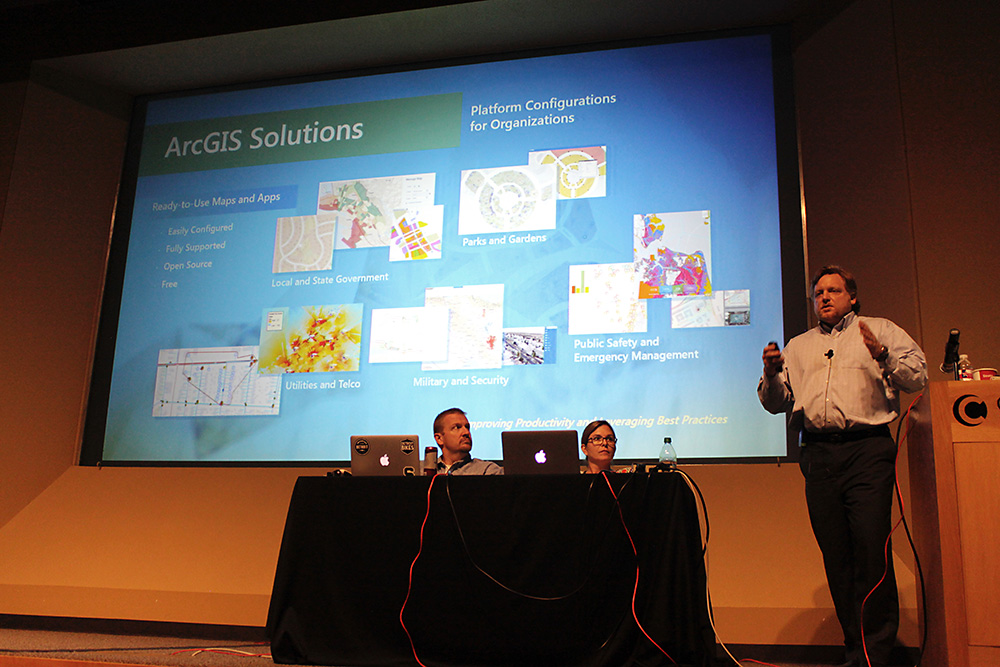 ArcGIS Solutions
Platform Configurations
for Organizations
Ready-to-Use Maps and Apps
Easily Configured
Fully Supported
Open Source
Free
Local and State Government
Parks and Gardens
Utilities and Telco
Military and Security
Public Safety and
Emergency Management
Productivity and Leveraging Best Practices
BIKES
C